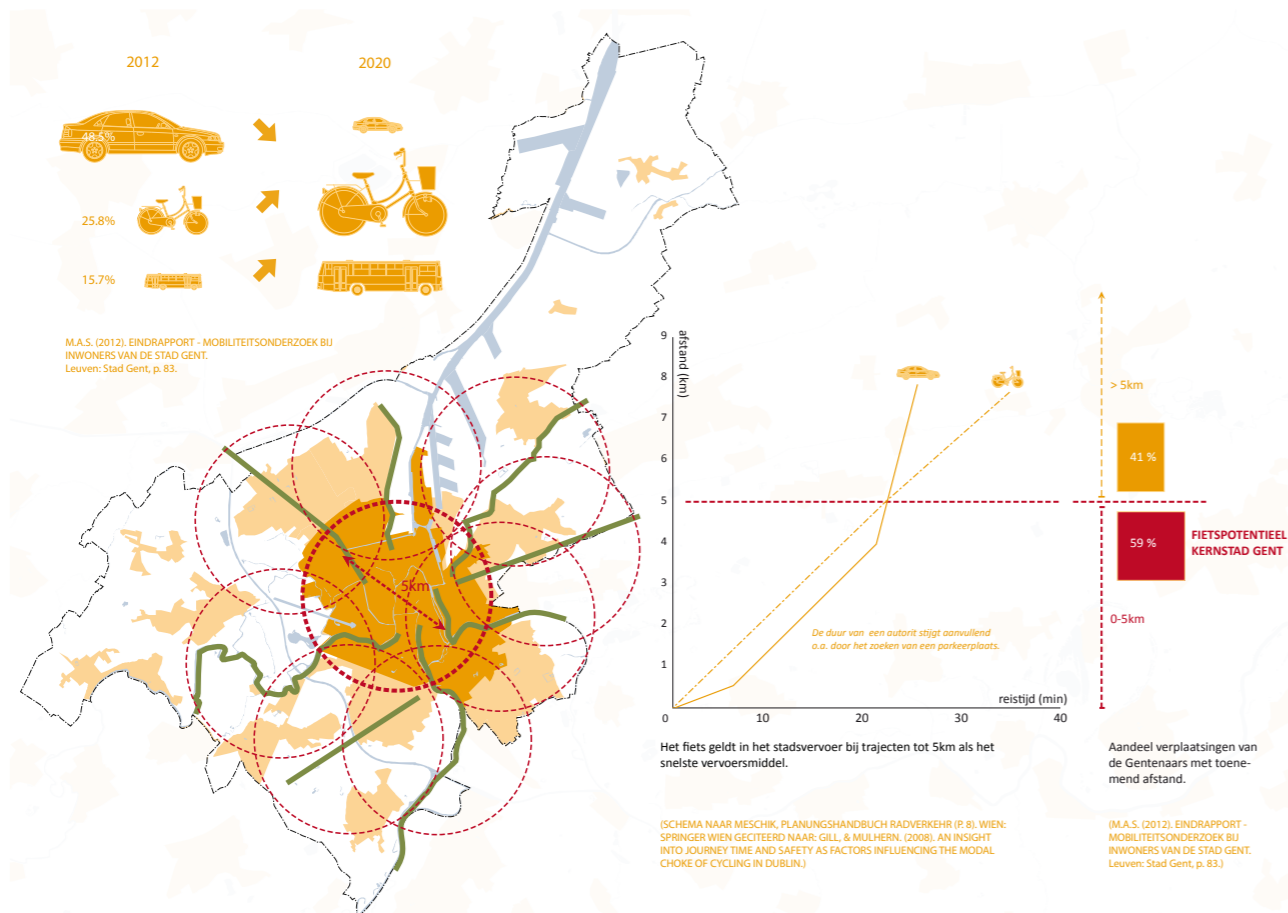 2012
2020
48.5%
25.8%
15.7%
M.A.S. (2012). EINDRAPPORT - MOBILITEITSONDERZOEK BIJ
INWONERS VAN DE STAD GENT.
Leuven: Stad Gent, p. 83.
5km
afstand (km)
9
8
7
6
5
4
3
2
1
0
10
20
30
40
reistijd (min)
De duur van een autorit stijgt aanvullend
o.a. door het zoeken van een parkeerplaats.
> 5km
41 %
59 %
FIETSPOTENTIEEL
KERNSTAD GENT
0-5km
Het fiets geldt in het stadsvervoer bij trajecten tot 5km als het
snelste vervoersmiddel.
(SCHEMA NAAR MESCHIK, PLANUNGSHANDBUCH RADVERKEHR (P. 8). WIEN:
SPRINGER WIEN GECITEERD NAAR: GILL, & MULHERN. (2008). AN INSIGHT
INTO JOURNEY TIME AND SAFETY AS FACTORS INFLUENCING THE MODAL
CHOKE OF CYCLING IN DUBLIN.)
Aandeel verplaatsingen van
de Gentenaars met toene-
mend afstand.
(M.A.S. (2012). EINDRAPPORT -
MOBILITEITSONDERZOEK BIJ
INWONERS VAN DE STAD GENT.
Leuven: Stad Gent, p. 83.)